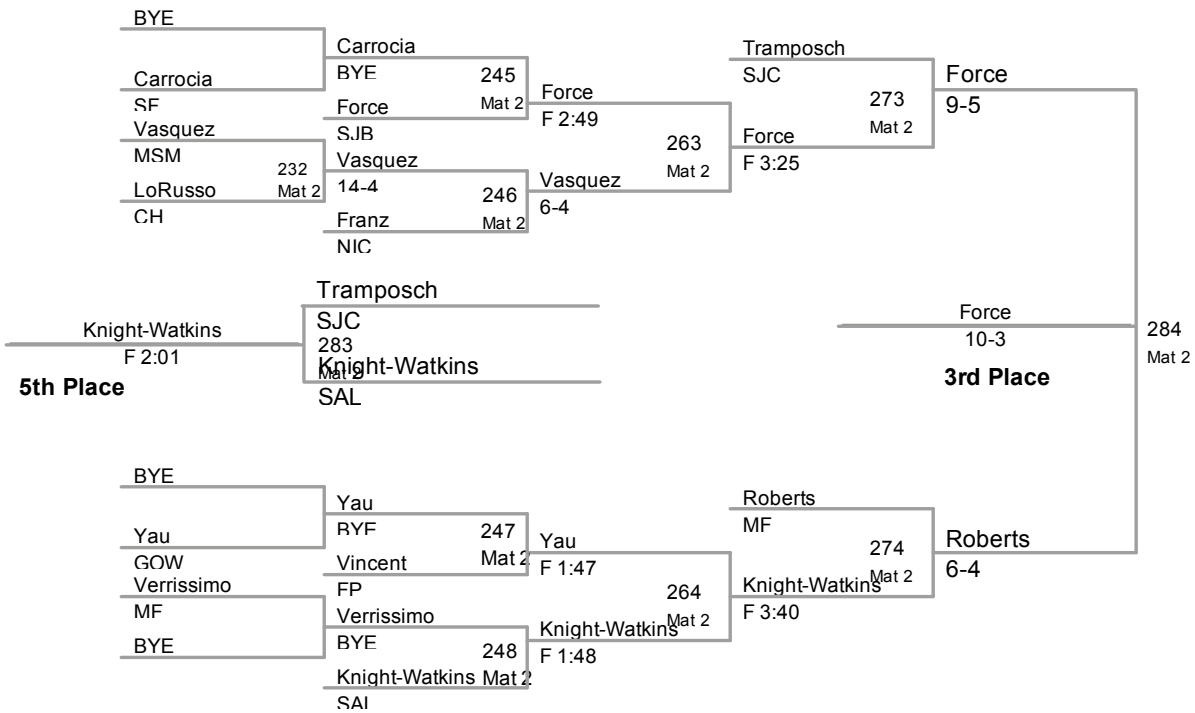 BYE
Carrocia
SF
Vasquez
MSM
LoRusso
CH
232
Mat 2
Carrocia
BYE
Force
SJB
Vasquez
14-4
Franz
NIC
245
Mat 2
246
Mat 2
Force
F 2:49
Vasquez
6-4
263
Mat 2
Tramposch
SJC
Force
F 3:25
273
Mat 2
Force
9-5
Knight-Watkins
F 2:01
5th Place
Tramposch
SJC
283
Mat 2
Knight-Watkins
SAL
Force
10-3
3rd Place
284
Mat 2
BYE
Yau
GOW
Verrissimo
MF
BYE
Yau
BYE
Vincent
FP
Verrissimo
BYE
Knight-Watkins
SAL
247
Mat 2
248
Mat 2
Yau
F 1:47
Knight-Watkins
F 1:48
264
Mat 2
Roberts
MF
Knight-Watkins
F 3:40
274
Mat 2
Roberts
6-4